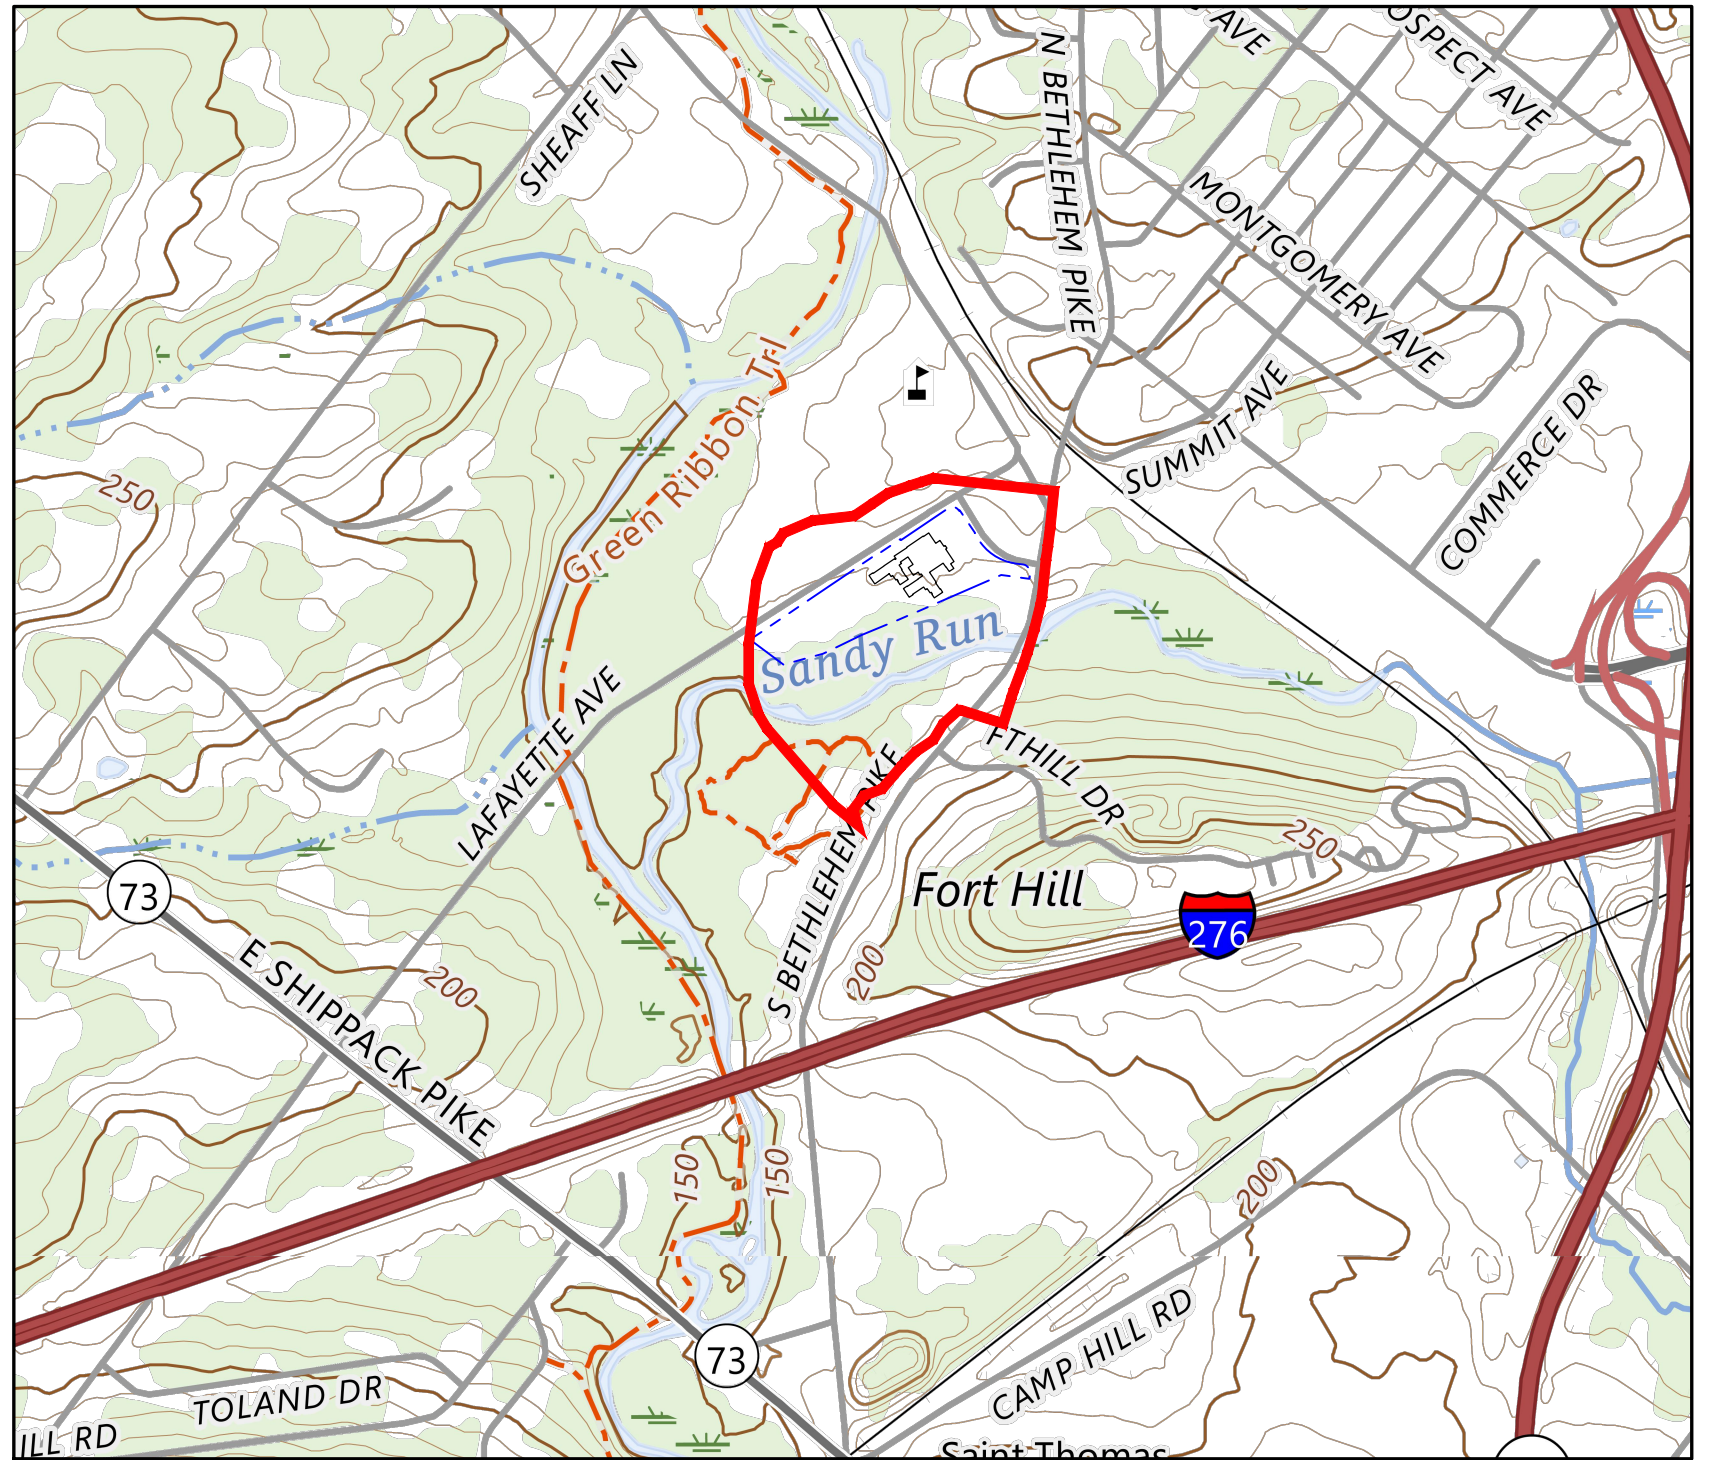 SHEAFF LN
N BETHLEHEM PIKE
AVE
OSPECT AVE
MONTGOMERY AVE
SUMMIT AVE
COMMERCE DR
Green Ribbon Trl
250
Sandy Run
LAFAYETTE AVE
FTHILL DR
S BETHLEHEM PIKE
250
Fort Hill
276
73
E SHIPPACK PIKE
200
200
150
150
200
73
CAMP HILL RD
TOLAND DR
ILL RD
Saint Thomas